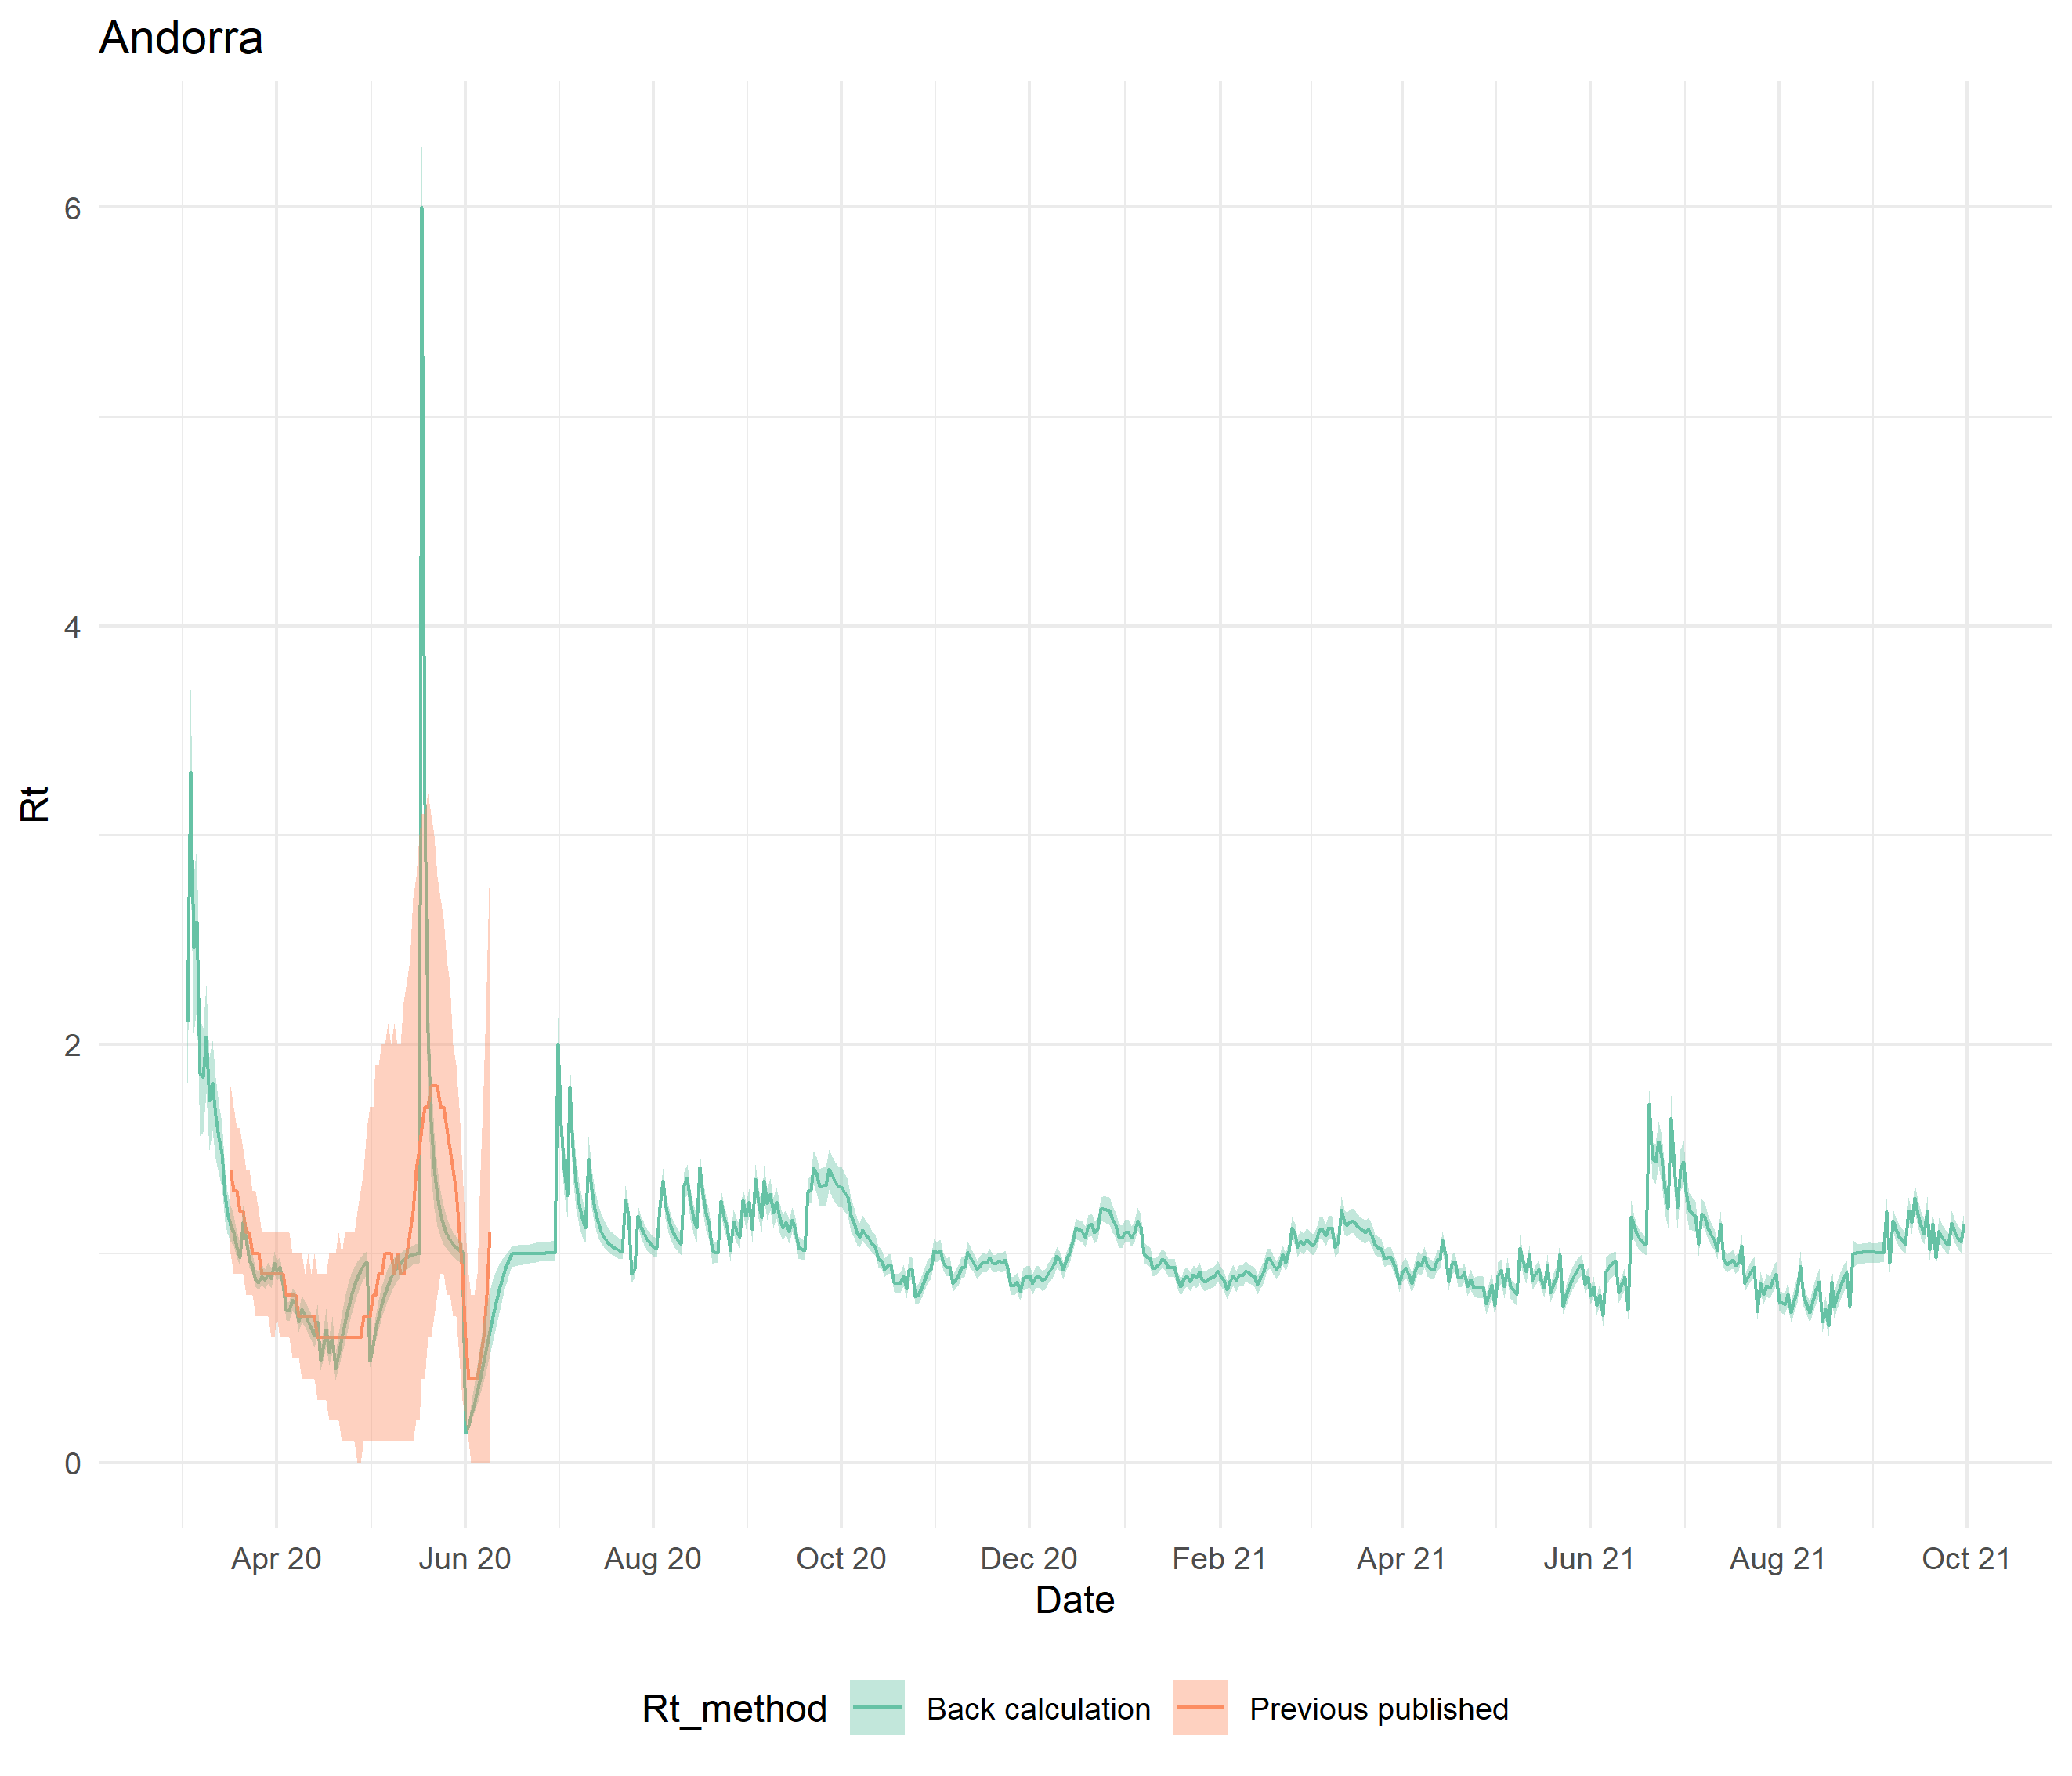 Andorra
Rt
6
4
2
0
Apr 20 Jun 20 Aug 20 Oct 20 Dec 20 Feb 21 Apr 21 Jun 21 Aug 21 Oct 21
Date
Rt_method Back calculation Previous published